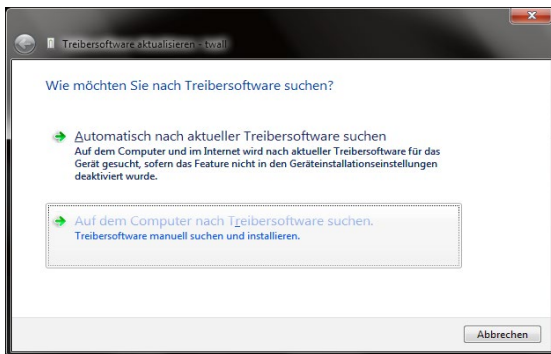 Treibersoftware aktualisieren - twall
Wie möchten Sie nach Treibersoftware suchen?
Automatisch nach aktueller Treibersoftware suchen
Auf dem Computer und im Internet wird nach aktueller Treibersoftware für das
Gerät gesucht, sofern das Feature nicht in den Geräteinstallationseinstellungen
deaktiviert wurde.
Auf dem Computer nach Treibersoftware suchen.
Treibersoftware manuell suchen und installieren.
Abbrechen